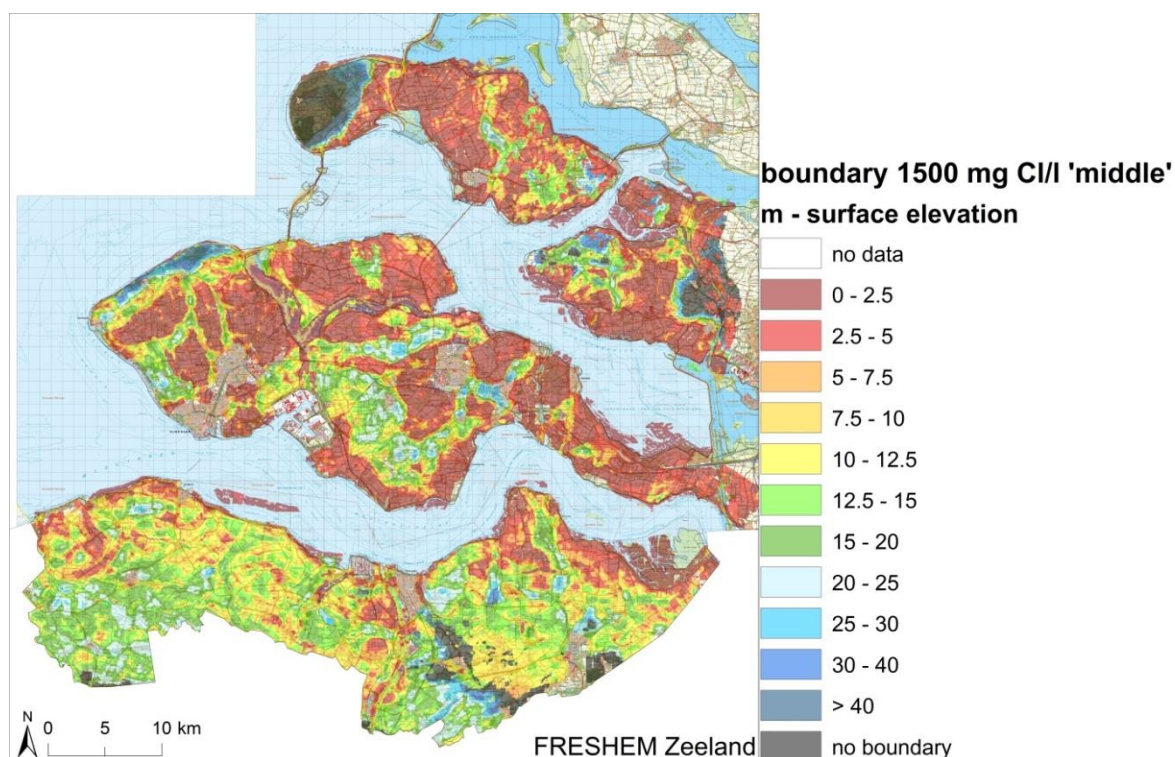 boundary 1500 mg Cl/l 'middle'
m - surface elevation
no data
0 - 2.5
2.5 - 5
5 - 7.5
7.5 - 10
10 - 12.5
12.5 - 15
15 - 20
20 - 25
25 - 30
30 - 40
> 40
no boundary
N
0 5 10 km
FRESHEM Zeeland